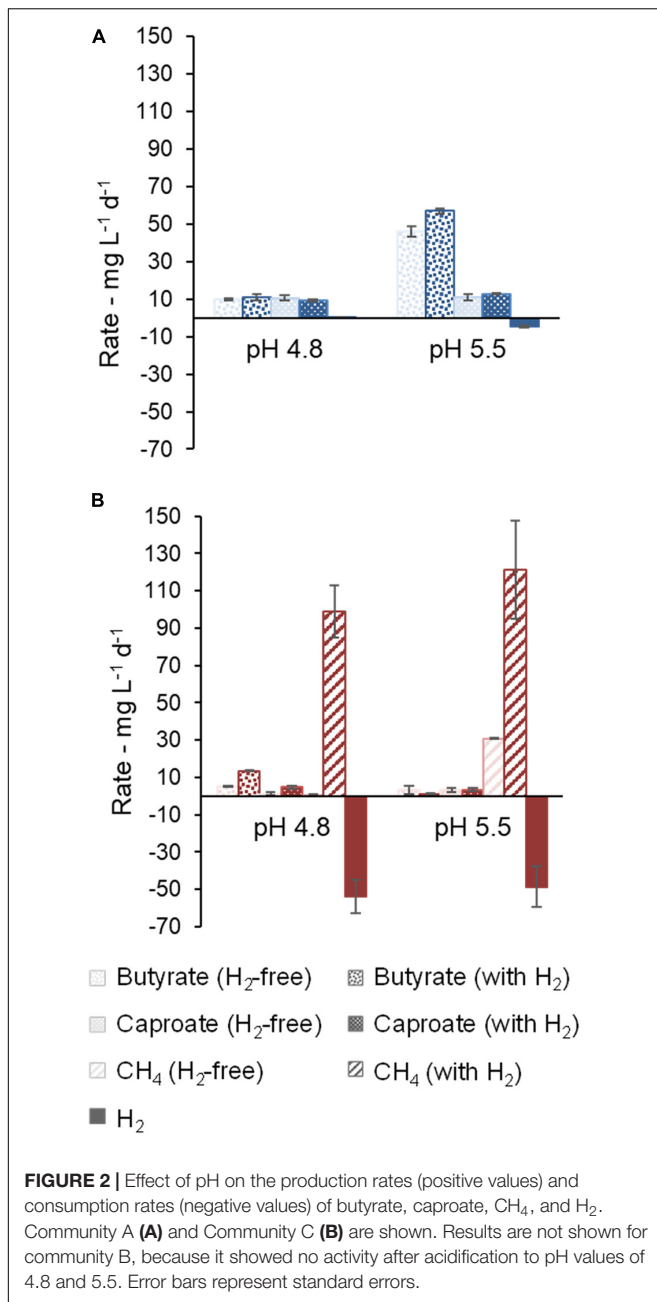 A
150
130
110
90
70
50
30
10
-10
-30
-50
-70
Rate - mg L⁻¹ d⁻¹
pH 4.8 pH 5.5
B
150
130
110
90
70
50
30
10
-10
-30
-50
-70
Rate - mg L⁻¹ d⁻¹
pH 4.8 pH 5.5
Butyrate (H₂-free) Butyrate (with H₂)
Caproate (H₂-free) Caproate (with H₂)
CH₄ (H₂-free) CH₄ (with H₂)
H₂
FIGURE 2 | Effect of pH on the production rates (positive values) and
consumption rates (negative values) of butyrate, caproate, CH₄, and H₂.
Community A (A) and Community C (B) are shown. Results are not shown for
community B, because it showed no activity after acidification to pH values of
4.8 and 5.5. Error bars represent standard errors.